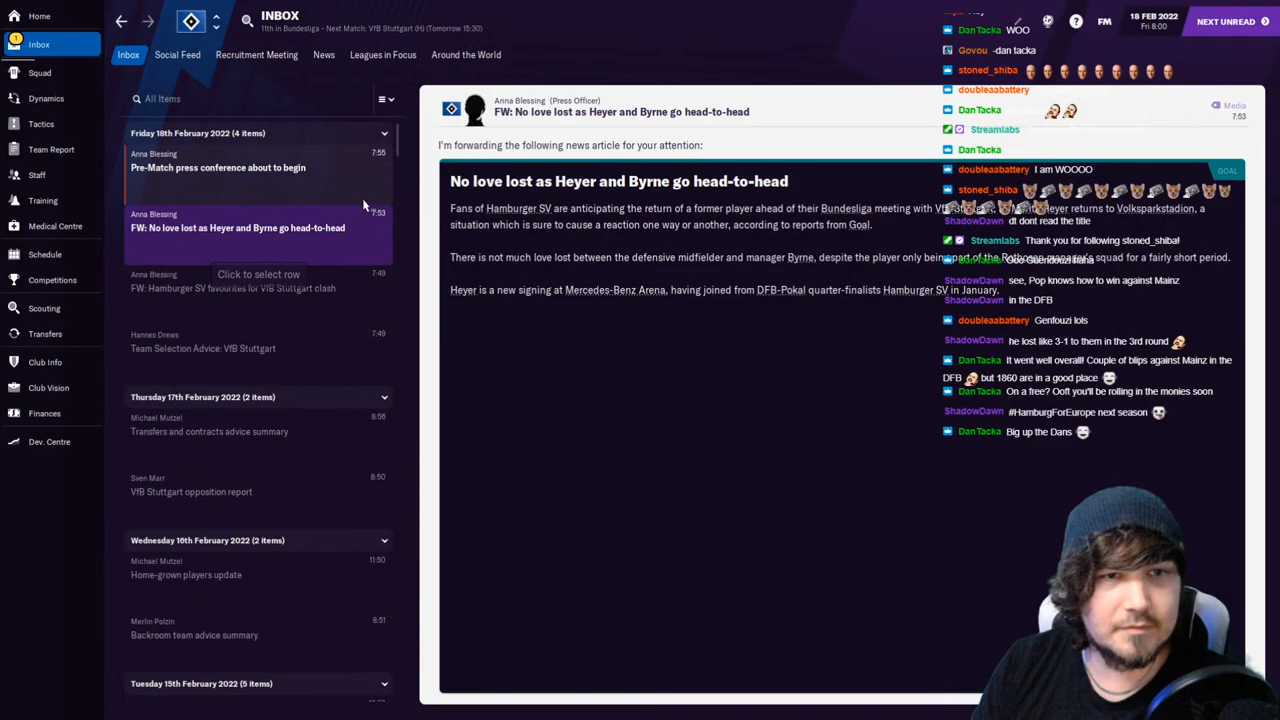 Home
INBOX
11th in Bundesliga - Next Match: VfB Stuttgart (H) (Tomorrow 15:30)
FM
18 FEB 2022
Fri 8:00
NEXT UNREAD
1
Inbox
Squad
Dynamics
Tactics
Team Report
Staff
Training
Medical Centre
Schedule
Competitions
Scouting
Transfers
Club Info
Club Vision
Finances
Dev. Centre
Inbox
Social Feed
Recruitment Meeting
News
Leagues in Focus
Around the World
All Items
Friday 18th February 2022 (4 items)
Anna Blessing
7:55
Pre-Match press conference about to begin
Anna Blessing
7:53
FW: No love lost as Heyer and Byrne go head-to-head
Click to select row
Anna Blessing
7:49
FW: Hamburger SV favourites for VfB Stuttgart clash
Hannes Drews
7:49
Team Selection Advice: VfB Stuttgart
Thursday 17th February 2022 (2 items)
Michael Mutzel
8:56
Transfers and contracts advice summary
Sven Marr
8:50
VfB Stuttgart opposition report
Wednesday 16th February 2022 (2 items)
Michael Mutzel
11:50
Home-grown players update
Merlin Polzin
8:51
Backroom team advice summary
Tuesday 15th February 2022 (5 items)
Anna Blessing (Press Officer)
FW: No love lost as Heyer and Byrne go head-to-head
Media
7:53
I'm forwarding the following news article for your attention:
GOAL
No love lost as Heyer and Byrne go head-to-head
Fans of Hamburger SV are anticipating the return of a former player ahead of their Bundesliga meeting with VfB returns to Volksparkstadion, a
situation which is sure to cause a reaction one way or another, according to reports from Goal.
There is not much love lost between the defensive midfielder and manager Byrne, despite the player only being part of the manager's squad for a fairly short period.
Heyer is a new signing at Mercedes-Benz Arena, having joined from DFB-Pokal quarter-finalists Hamburger SV in January.
DanTacka WOO
Govou -dan tacka
stoned_shiba
doubleaabattery
DanTacka
Streamlabs
DanTacka
doubleaabattery I am WOOOO
stoned_shiba
ShadowDawn dt dont read the title
Streamlabs Thank you for following stoned_shiba!
DanTacka
ShadowDawn see, Pop knows how to win against Mainz
ShadowDawn in the DFB
doubleaabattery Genfouzi lols
ShadowDawn he lost like 3-1 to them in the 3rd round
DanTacka It went well overall! Couple of blips against Mainz in the
DFB but 1860 are in a good place
DanTacka On a free? Ooft you'll be rolling in the monies soon
ShadowDawn #HamburgForEurope next season
DanTacka Big up the Dans